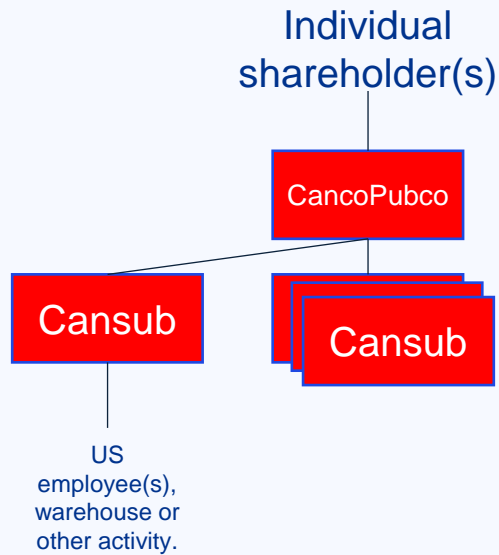 Individual
shareholder(s)
CancoPubco
Cansub
Cansub
US
employee(s),
warehouse or
other activity.